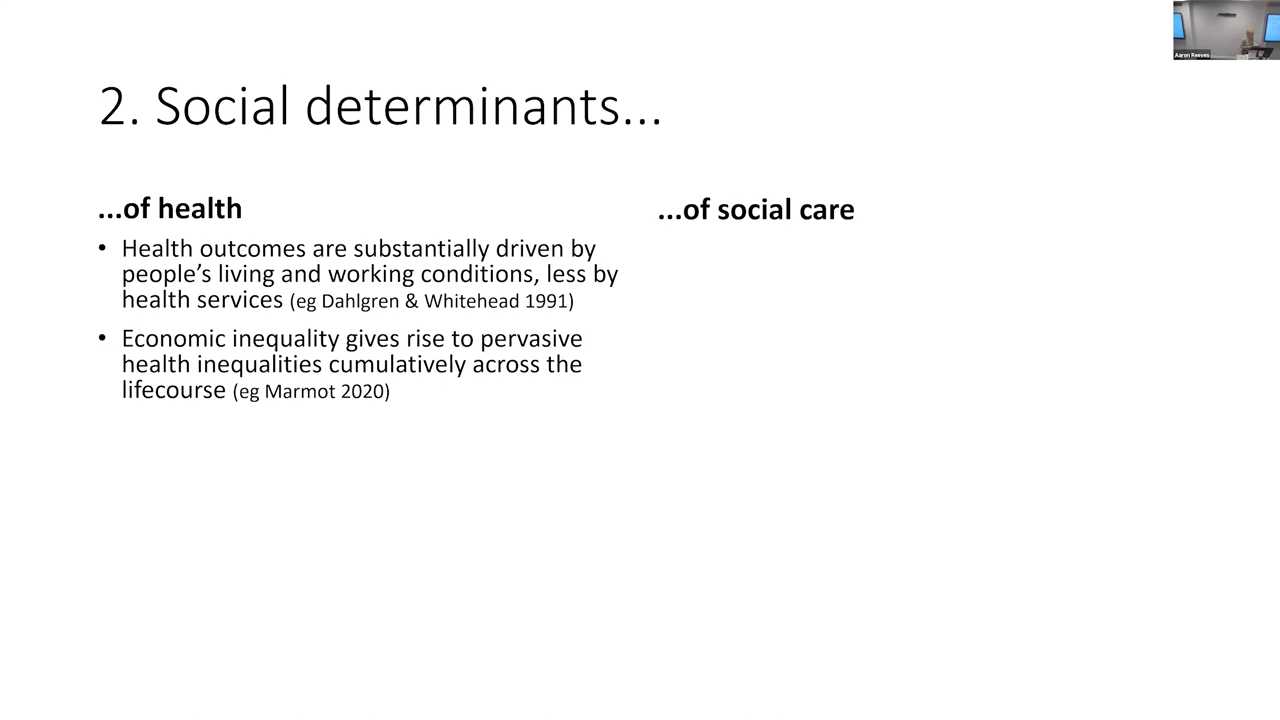 2. Social determinants...
...of health
• Health outcomes are substantially driven by
people's living and working conditions, less by
health services (eg Dahlgren & Whitehead 1991)
• Economic inequality gives rise to pervasive
health inequalities cumulatively across the
lifecourse (eg Marmot 2020)
...of social care
Aaron Reeves